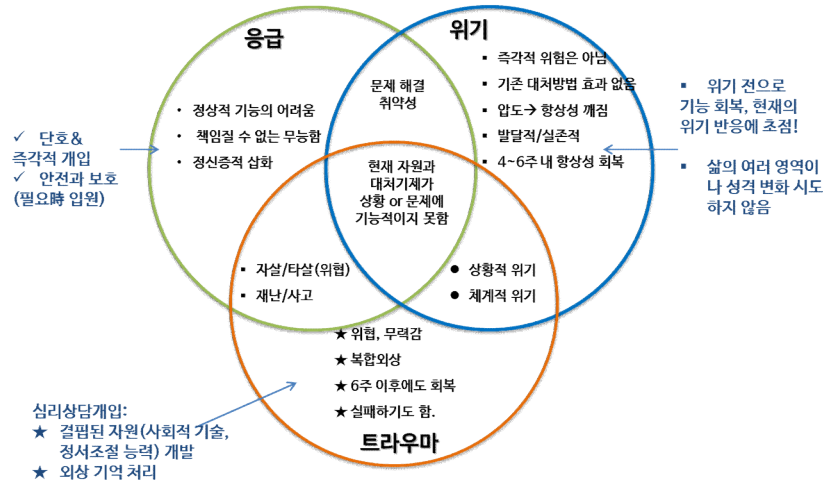 응급
위기
문제 해결
취약성
▪ 즉각적 위험은 아님
▪ 기존 대처방법 효과 없음
▪ 압도→ 항상성 깨짐
▪ 발달적/실존적
▪ 4~6주 내 항상성 회복
• 정상적 기능의 어려움
• 책임질 수 없는 무능함
• 정신증적 삽화
✓ 단호&
즉각적 개입
✓ 안전과 보호
(필요時 입원)
▪ 위기 전으로
기능 회복, 현재의
위기 반응에 초점!
▪ 삶의 여러 영역이
나 성격 변화 시도
하지 않음
현재 자원과
대처기제가
상황 or 문제에
기능적이지 못함
▪ 자살/타살(위협)
▪ 재난/사고
● 상황적 위기
● 체계적 위기
★ 위협, 무력감
★ 복합외상
★ 6주 이후에도 회복
★ 실패하기도 함.
트라우마
심리상담개입:
★ 결핍된 자원(사회적 기술,
정서조절 능력) 개발
★ 외상 기억 처리